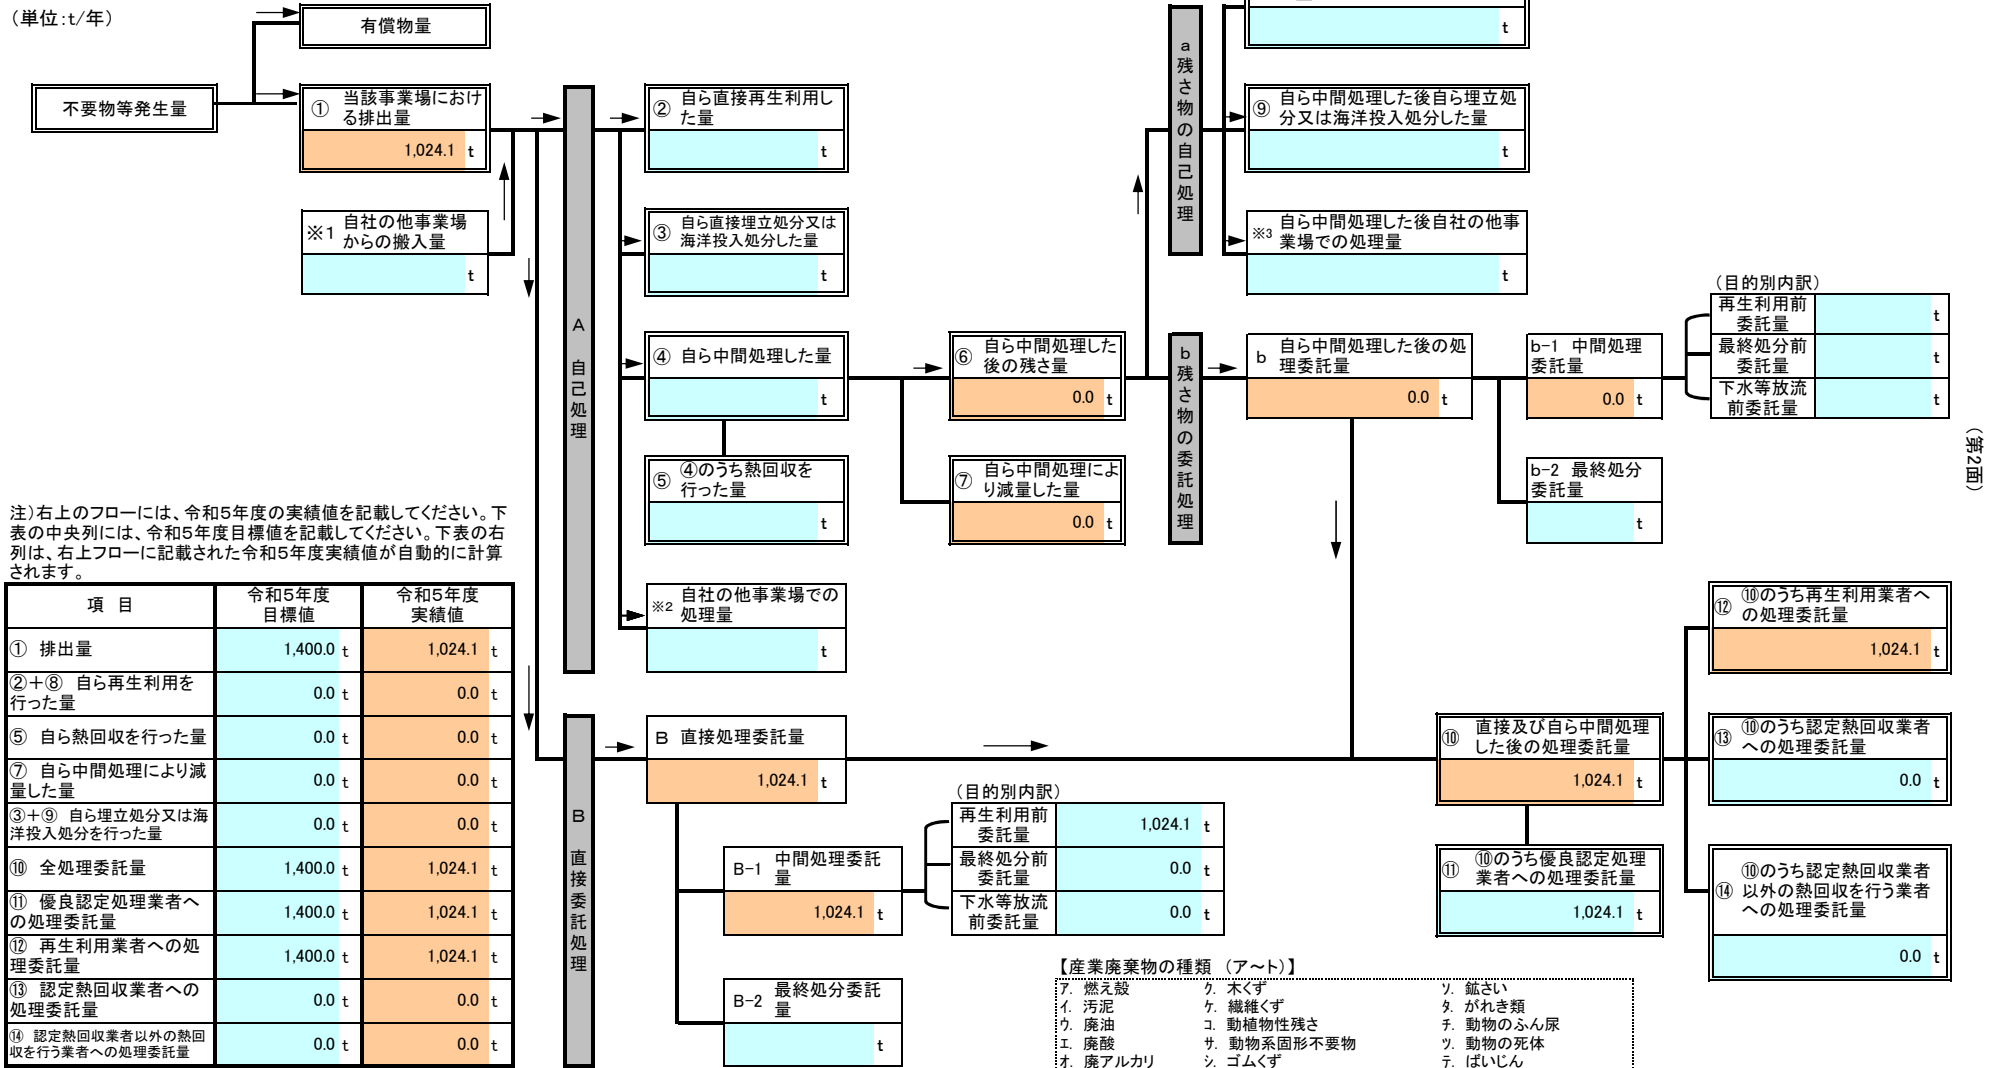 (単位:t/年)
有償物量
不要物等発生量
① 当該事業場におけ
る排出量
1,024.1 t
※1 自社の他事業場
からの搬入量
t
A 自己処理
② 自ら直接再生利用し
た量
t
③ 自ら直接埋立処分又は
海洋投入処分した量
t
④ 自ら中間処理した量
t
⑤ ④のうち熱回収を
行った量
t
※2 自社の他事業場での
処理量
t
⑥ 自ら中間処理した
後の残さ量
0.0 t
⑦ 自ら中間処理によ
り減量した量
0.0 t
a 残さ物の自己処理
t
⑨ 自ら中間処理した後自ら埋立処
分又は海洋投入処分した量
t
※3 自ら中間処理した後自社の他事
業場での処理量
t
b 残さ物の委託処理
b 自ら中間処理した後の処
理委託量
0.0 t
b-1 中間処理
委託量
0.0 t
b-2 最終処分
委託量
t
(目的別内訳)
再生利用前
委託量 t
最終処分前
委託量 t
下水等放流
前委託量 t
(第2面)
注)右上のフローには、令和5年度の実績値を記載してください。下
表の中央列には、令和5年度目標値を記載してください。下表の右
列は、右上フローに記載された令和5年度実績値が自動的に計算
されます。
項 目 令和5年度 目標値 令和5年度 実績値
① 排出量 1,400.0 t 1,024.1 t
②+⑧ 自ら再生利用を
行った量 0.0 t 0.0 t
⑤ 自ら熱回収を行った量 0.0 t 0.0 t
⑦ 自ら中間処理により減
量した量 0.0 t 0.0 t
③+⑨ 自ら埋立処分又は海
洋投入処分を行った量 0.0 t 0.0 t
⑩ 全処理委託量 1,400.0 t 1,024.1 t
⑪ 優良認定処理業者へ
の処理委託量 1,400.0 t 1,024.1 t
⑫ 再生利用業者への処
理委託量 1,400.0 t 1,024.1 t
⑬ 認定熱回収業者への
処理委託量 0.0 t 0.0 t
⑭ 認定熱回収業者以外の熱回
収を行う業者への処理委託量 0.0 t 0.0 t
B 直接委託処理
B 直接処理委託量
1,024.1 t
B-1 中間処理委託
量
1,024.1 t
B-2 最終処分委託
量
t
(目的別内訳)
再生利用前
委託量 1,024.1 t
最終処分前
委託量 0.0 t
下水等放流
前委託量 0.0 t
⑩ 直接及び自ら中間処理
した後の処理委託量
1,024.1 t
⑪ ⑩のうち優良認定処理
業者への処理委託量
1,024.1 t
⑫ ⑩のうち再生利用業者へ
の処理委託量
1,024.1 t
⑬ ⑩のうち認定熱回収業者
への処理委託量
0.0 t
⑭ ⑩のうち認定熱回収業者
以外の熱回収を行う業者
への処理委託量
0.0 t
【産業廃棄物の種類 (ア~ト)】
ア. 燃え殻 ク. 木くず ソ. 鉱さい
イ. 汚泥 ケ. 繊維くず タ. がれき類
ウ. 廃油 コ. 動植物性残さ チ. 動物のふん尿
エ. 廃酸 サ. 動物系固形不要物 ツ. 動物の死体
オ. 廃アルカリ シ. ゴムくず テ. ばいじん